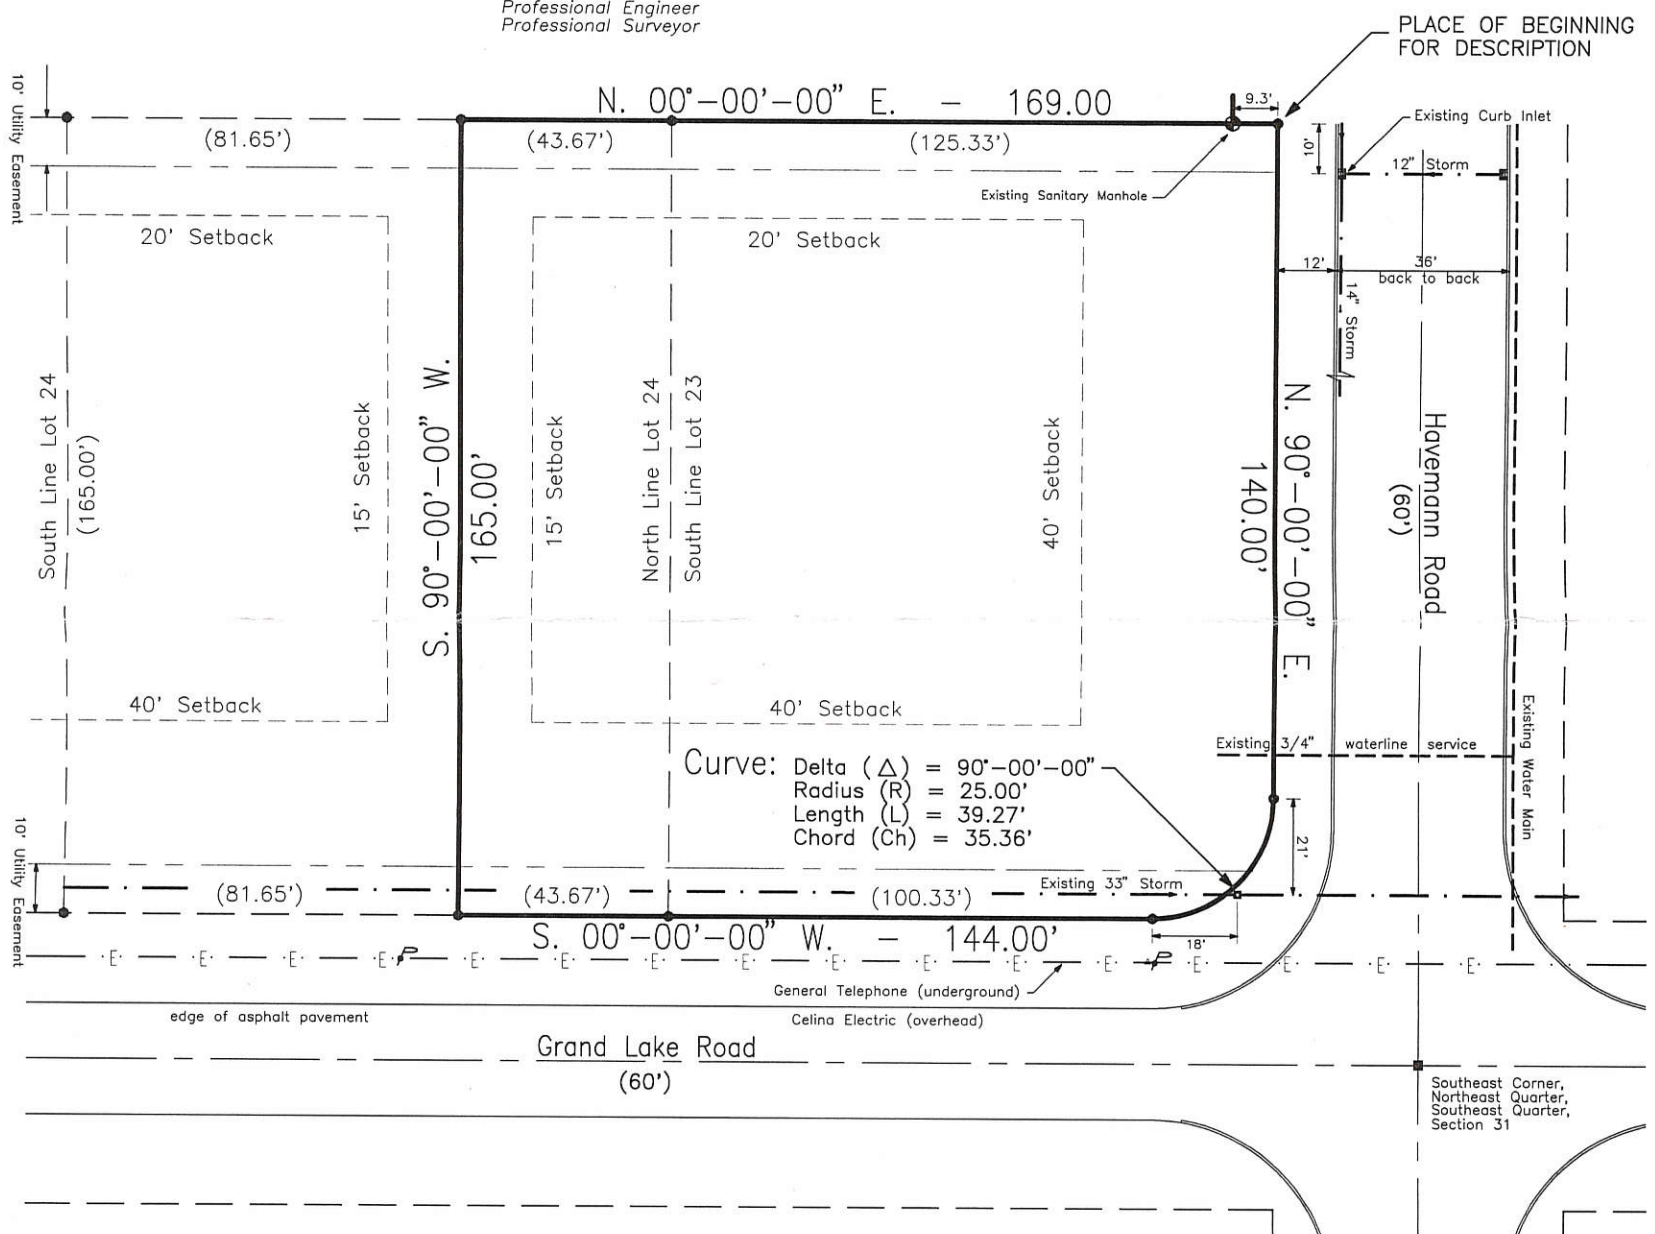 Professional Engineer
Professional Surveyor
PLACE OF BEGINNING
FOR DESCRIPTION
N. 00°-00'-00" E. - 169.00
9.3'
10' Utility Easement
(81.65')
(43.67')
(125.33')
10'
Existing Curb Inlet
12" Storm
Existing Sanitary Manhole
20' Setback
20' Setback
12'
36'
back to back
14" Storm
South Line Lot 24
(165.00')
15' Setback
S. 90°-00'-00" W.
165.00'
15' Setback
North Line Lot 24
South Line Lot 23
40' Setback
140.00'
N. 90°-00'-00" E.
Havemann Road
(60')
40' Setback
40' Setback
Existing 3/4" waterline service
Existing Water Main
Curve: Delta (△) = 90°-00'-00"
Radius (R) = 25.00'
Length (L) = 39.27'
Chord (Ch) = 35.36'
21'
10' Utility Easement
(81.65')
(43.67')
(100.33')
Existing 33" Storm
S. 00°-00'-00" W. - 144.00'
18'
E E E E P E E E E E E E E P E E E E
General Telephone (underground)
edge of asphalt pavement
Celina Electric (overhead)
Grand Lake Road
(60')
Southeast Corner,
Northeast Quarter,
Southeast Quarter,
Section 31